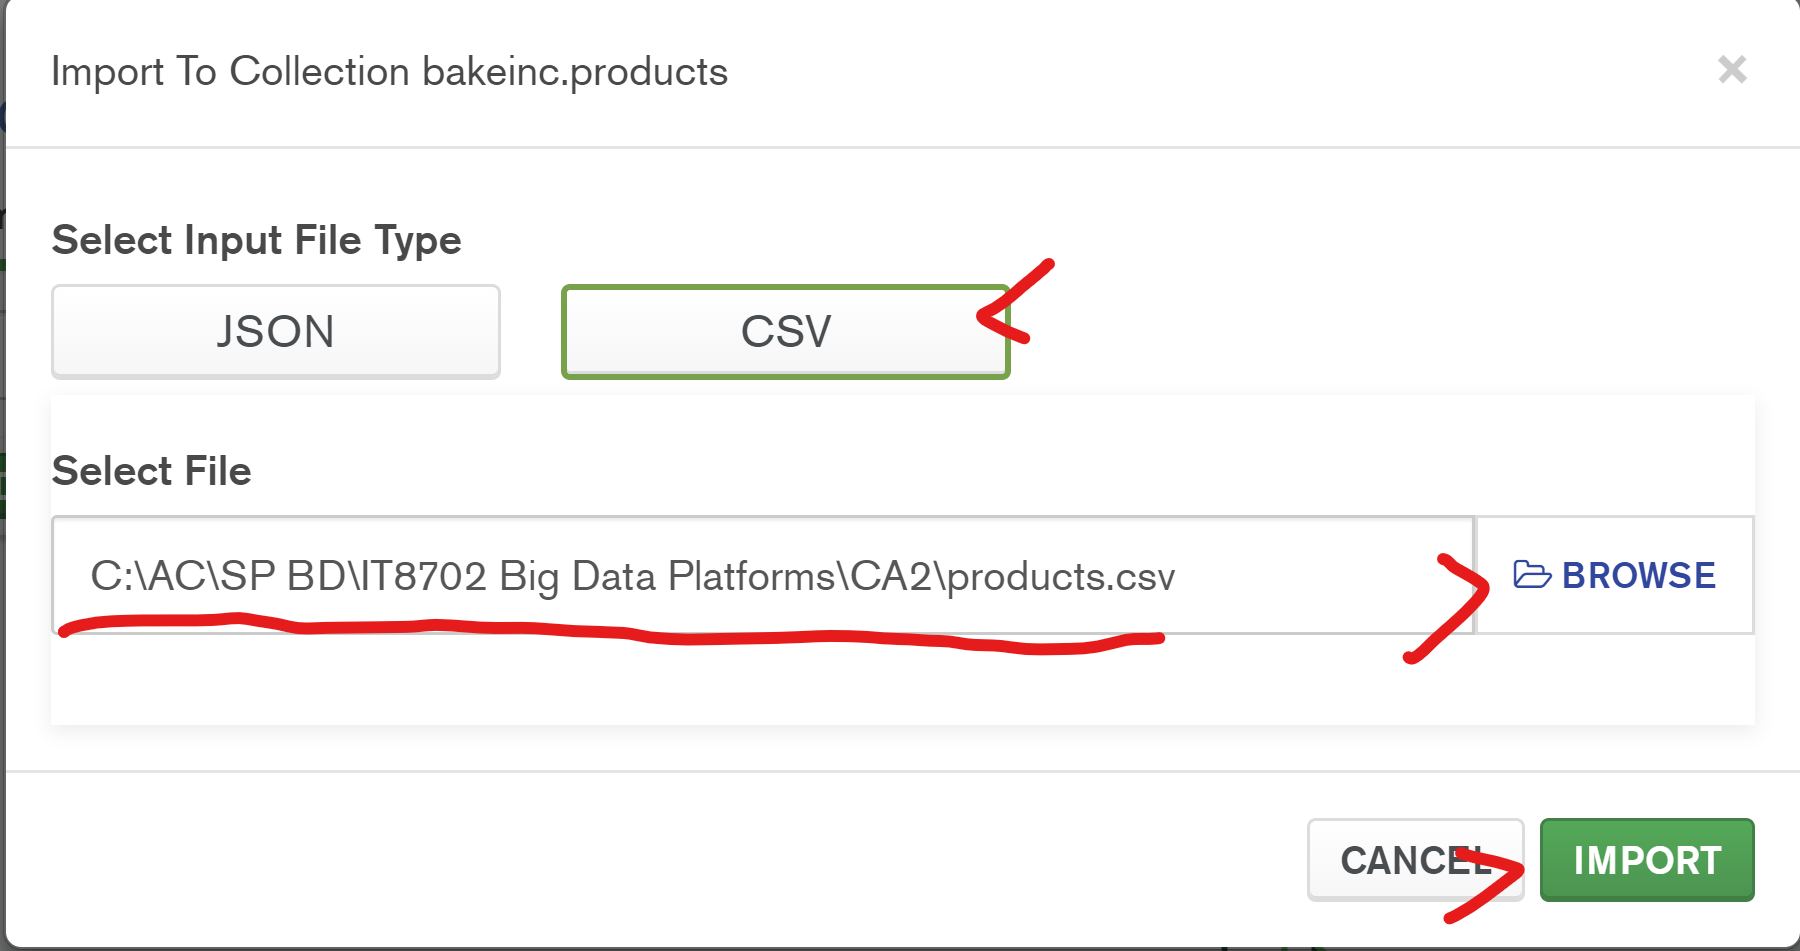 Import To Collection bakeinc.products
×
Select Input File Type
JSON CSV
Select File
C:\AC\SP BD\IT8702 Big Data Platforms\CA2\products.csv BROWSE
CANCEL IMPORT